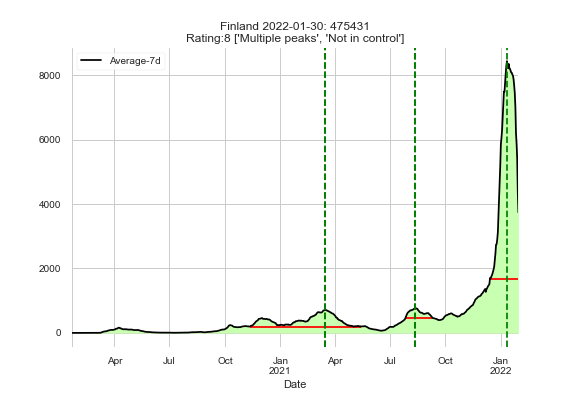 Finland 2022-01-30: 475431
Rating:8 ['Multiple peaks', 'Not in control']
Average-7d
8000
6000
4000
2000
0
Apr
Jul
Oct
Jan
2021
Apr
Jul
Oct
Jan
2022
Date